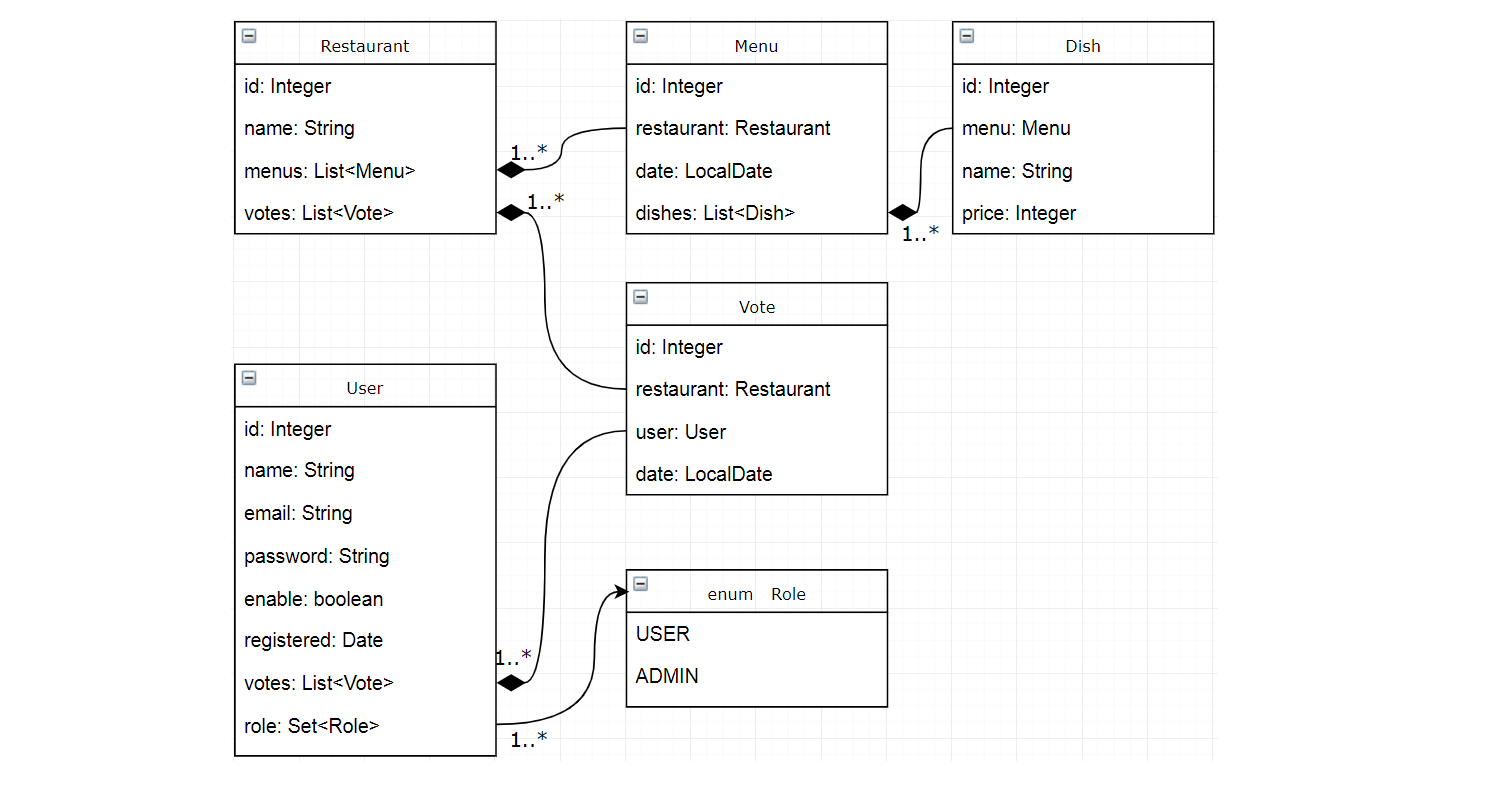 Restaurant
id: Integer
name: String
menus: List<Menu>
votes: List<Vote>
1..*
1..*
Menu
id: Integer
restaurant: Restaurant
date: LocalDate
dishes: List<Dish>
1..*
Dish
id: Integer
menu: Menu
name: String
price: Integer
Vote
id: Integer
restaurant: Restaurant
user: User
date: LocalDate
User
id: Integer
name: String
email: String
password: String
enable: boolean
registered: Date
votes: List<Vote>
role: Set<Role>
1..*
1..*
enum Role
USER
ADMIN